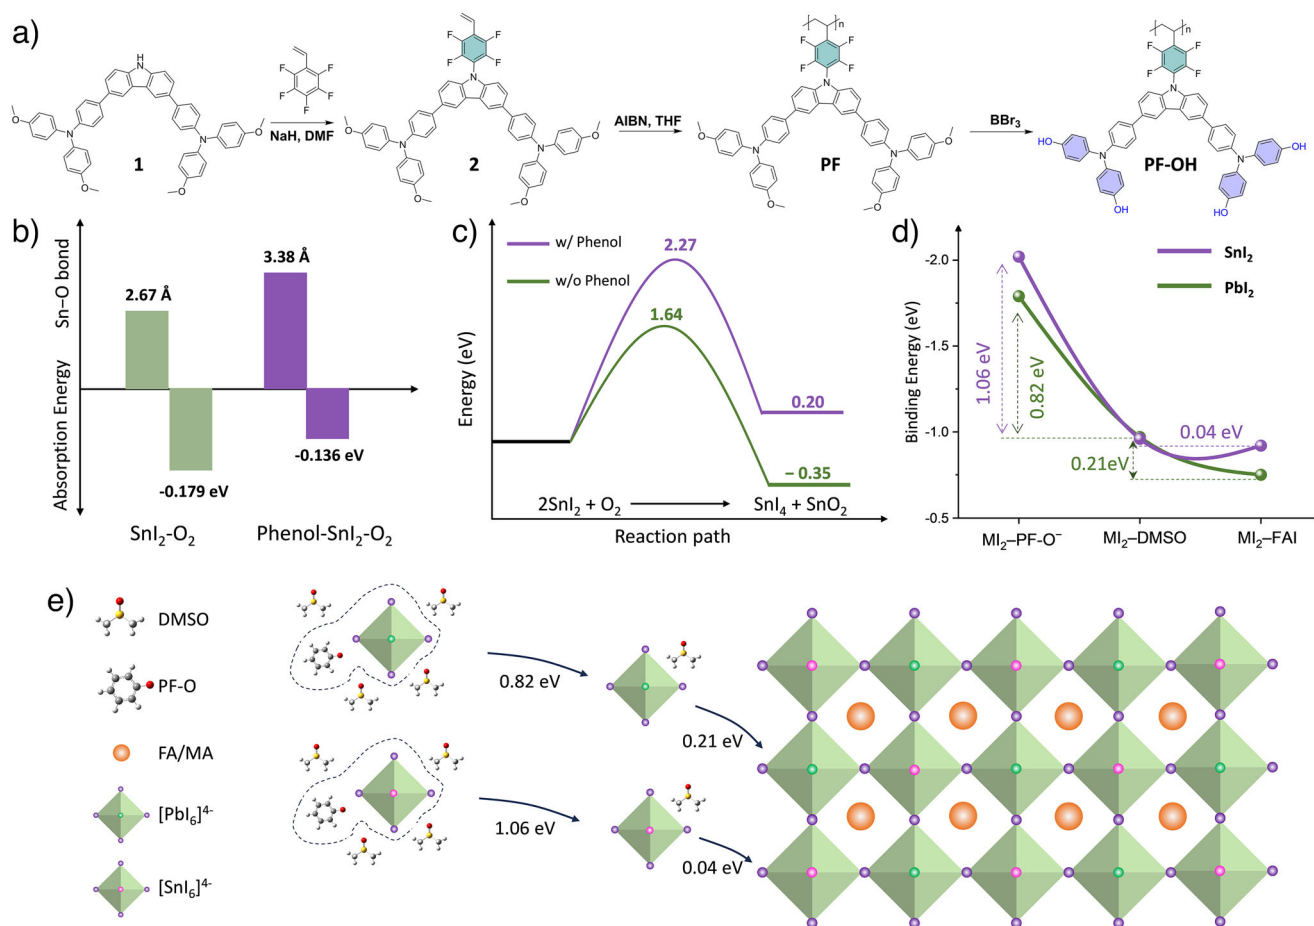 a)
H
N
N
O
O
N
O
O
1
F
F
F
F
F
NaH, DMF
F
F
F
F
N
N
O
O
N
O
O
2
AIBN, THF
n
F
F
F
F
N
N
O
O
N
O
O
PF
BBr3
n
F
F
F
F
N
HO
N
OH
N
OH
HO
PF-OH
b)
Sn–O bond
Absorption Energy
2.67 Å
3.38 Å
-0.179 eV
-0.136 eV
SnI2-O2
Phenol-SnI2-O2
c)
Energy (eV)
w/ Phenol
w/o Phenol
2.27
1.64
0.20
– 0.35
2SnI2 + O2
SnI4 + SnO2
Reaction path
d)
Binding Energy (eV)
-2.0
-1.5
-1.0
-0.5
SnI2
PbI2
1.06 eV
0.82 eV
0.04 eV
0.21eV
MI2–PF-O⁻
MI2–DMSO
MI2–FAI
e)
DMSO
PF-O
FA/MA
[PbI6]4-
[SnI6]4-
0.82 eV
0.21 eV
1.06 eV
0.04 eV